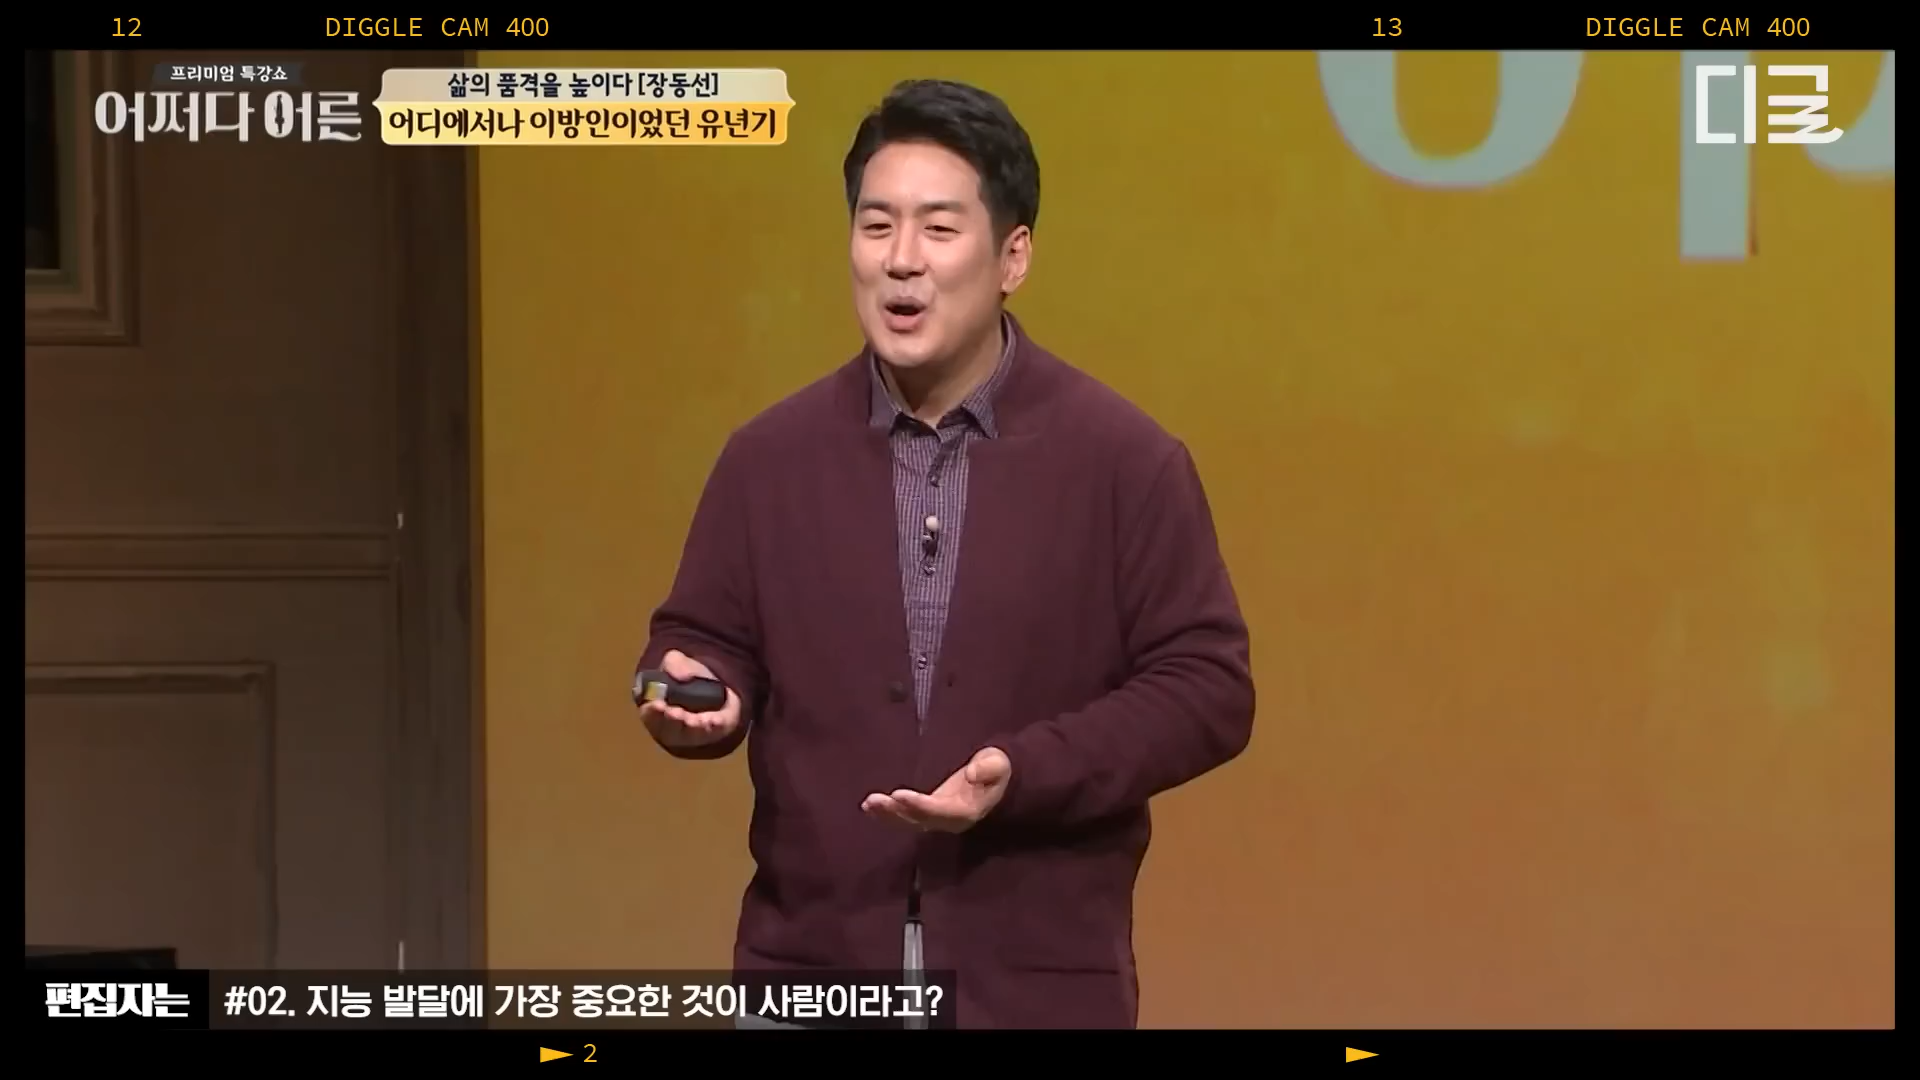 12 DIGGLE CAM 400 13 DIGGLE CAM 400
프리미엄 특강쇼
어쩌다 어른
삶의 품격을 높이다 [장동선]
어디에서나 이방인이었던 유년기
디글
편집자는 #02. 지능 발달에 가장 중요한 것이 사람이라고?
2